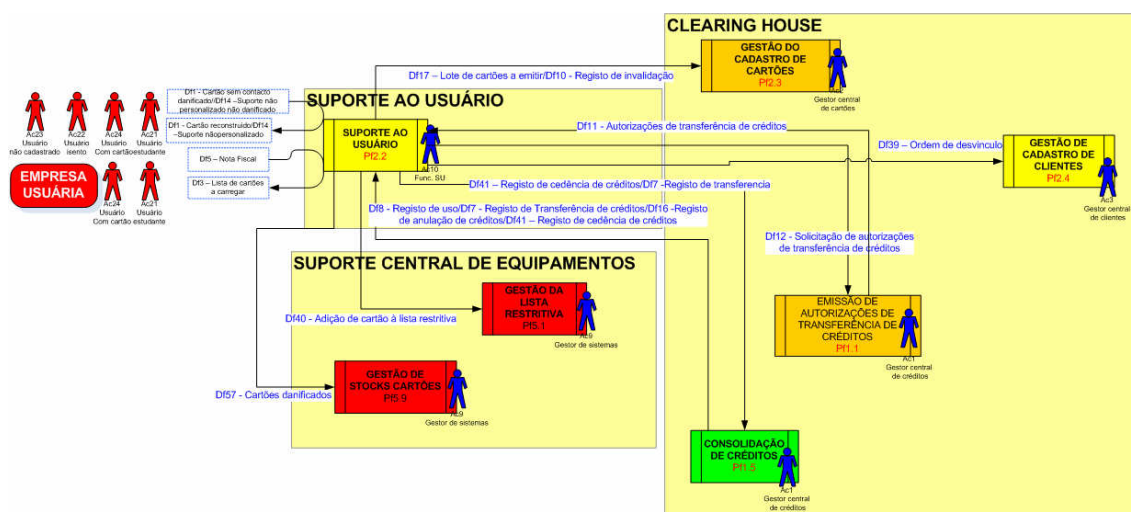 CLEARING HOUSE
GESTÃO DO
CADASTRO DE
CARTÕES
Pf2.3
Ac2
Gestor central
de cartões
Df17 – Lote de cartões a emitir/Df10 - Registo de invalidação
SUPORTE AO USUÁRIO
Df1 - Cartão sem contacto
danificado/Df14 –Suporte não
personalizado não danificado
Df1 - Cartão reconstruido/Df14
–Suporte nãopersonalizado
Df5 – Nota Fiscal
Df3 – Lista de cartões
a carregar
Ac23
Usuário
não cadastrado
Ac22
Usuário
isento
Ac24
Usuário
Com cartão
Ac21
Usuário
estudante
EMPRESA
USUÁRIA
Ac24
Usuário
Com cartão
Ac21
Usuário
estudante
SUPORTE AO
USUÁRIO
Pf2.2
Ac10
Func. SU
Df11 - Autorizações de transferência de créditos
Df39 – Ordem de desvinculo
GESTÃO DE
CADASTRO DE
CLIENTES
Pf2.4
Ac3
Gestor central
de clientes
Df41 – Registo de cedência de créditos/Df7 -Registo de transferencia
Df8 - Registo de uso/Df7 - Registo de Transferência de créditos/Df16 -Registo
de anulação de créditos/Df41 – Registo de cedência de créditos
Df12 - Solicitação de autorizações
de transferência de créditos
SUPORTE CENTRAL DE EQUIPAMENTOS
GESTÃO DA
LISTA
RESTRITIVA
Pf5.1
Ac9
Gestor de sistemas
Df40 - Adição de cartão à lista restritiva
EMISSÃO DE
AUTORIZAÇÕES DE
TRANSFERÊNCIA DE
CRÉDITOS
Pf1.1
Ac1
Gestor central
de créditos
GESTÃO DE
STOCKS CARTÕES
Pf5.9
Ac9
Gestor de sistemas
Df57 - Cartões danificados
CONSOLIDAÇÃO
DE CRÉDITOS
Pf1.5
Ac1
Gestor central
de créditos